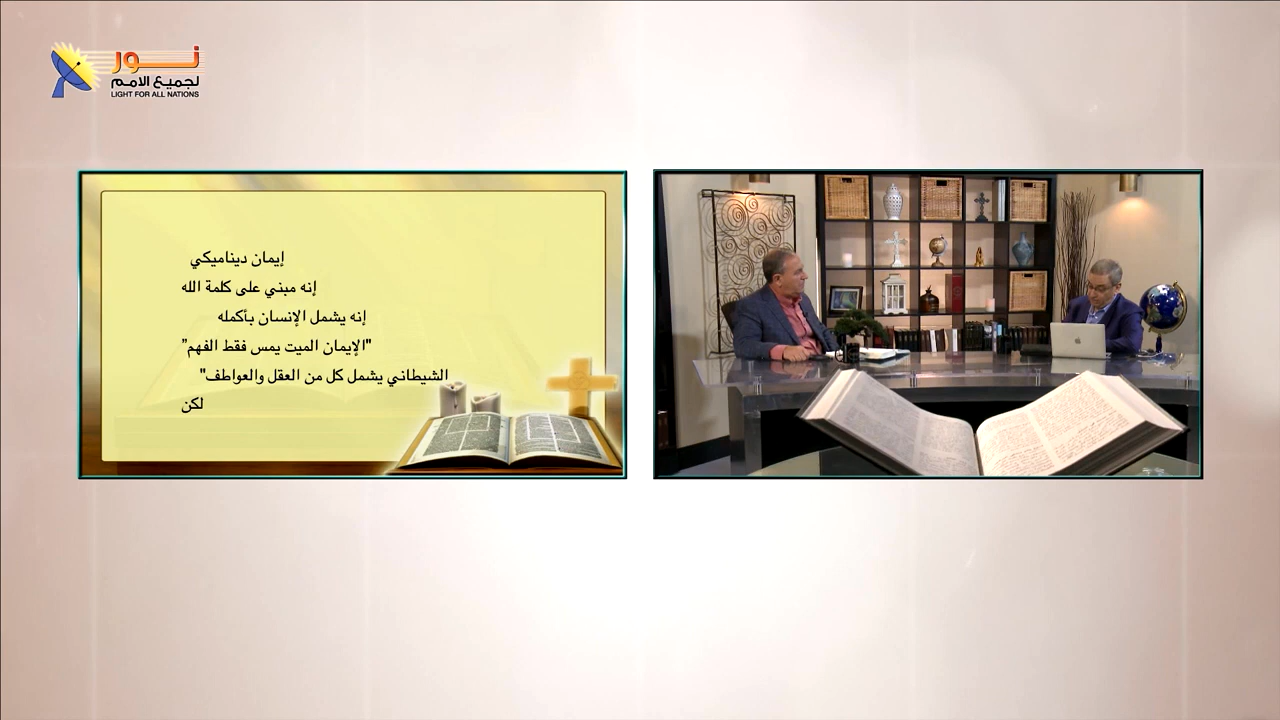 نور
لجميع الامم
LIGHT FOR ALL NATIONS
إيمان ديناميكي
إنه مبني على كلمة الله
إنه يشمل الإنسان بأكمله
"الإيمان الميت يمس فقط الفهم"
الشيطاني يشمل كل من العقل والعواطف"
لكن